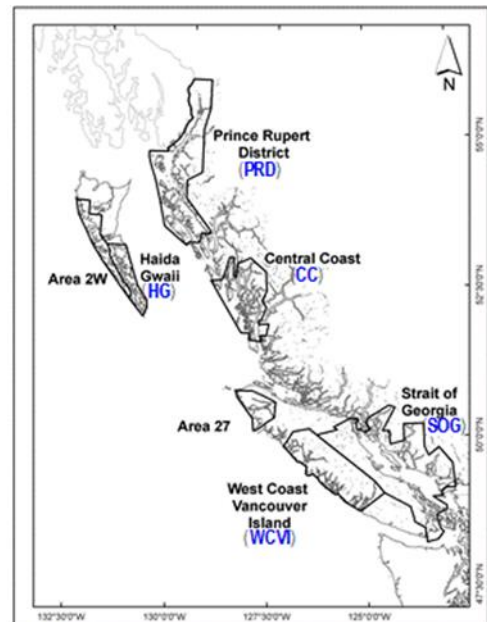 N
55°0'0"N
Prince Rupert
District
(PRD)
Haida
Gwaii
(HG)
Area 2W
Central Coast
(CC)
52°30'0"N
Strait of
Georgia
(SOG)
Area 27
50°0'0"N
West Coast
Vancouver
Island
(WCVI)
47°30'0"N
132°30'0"W 130°0'0"W 127°30'0"W 125°0'0"W